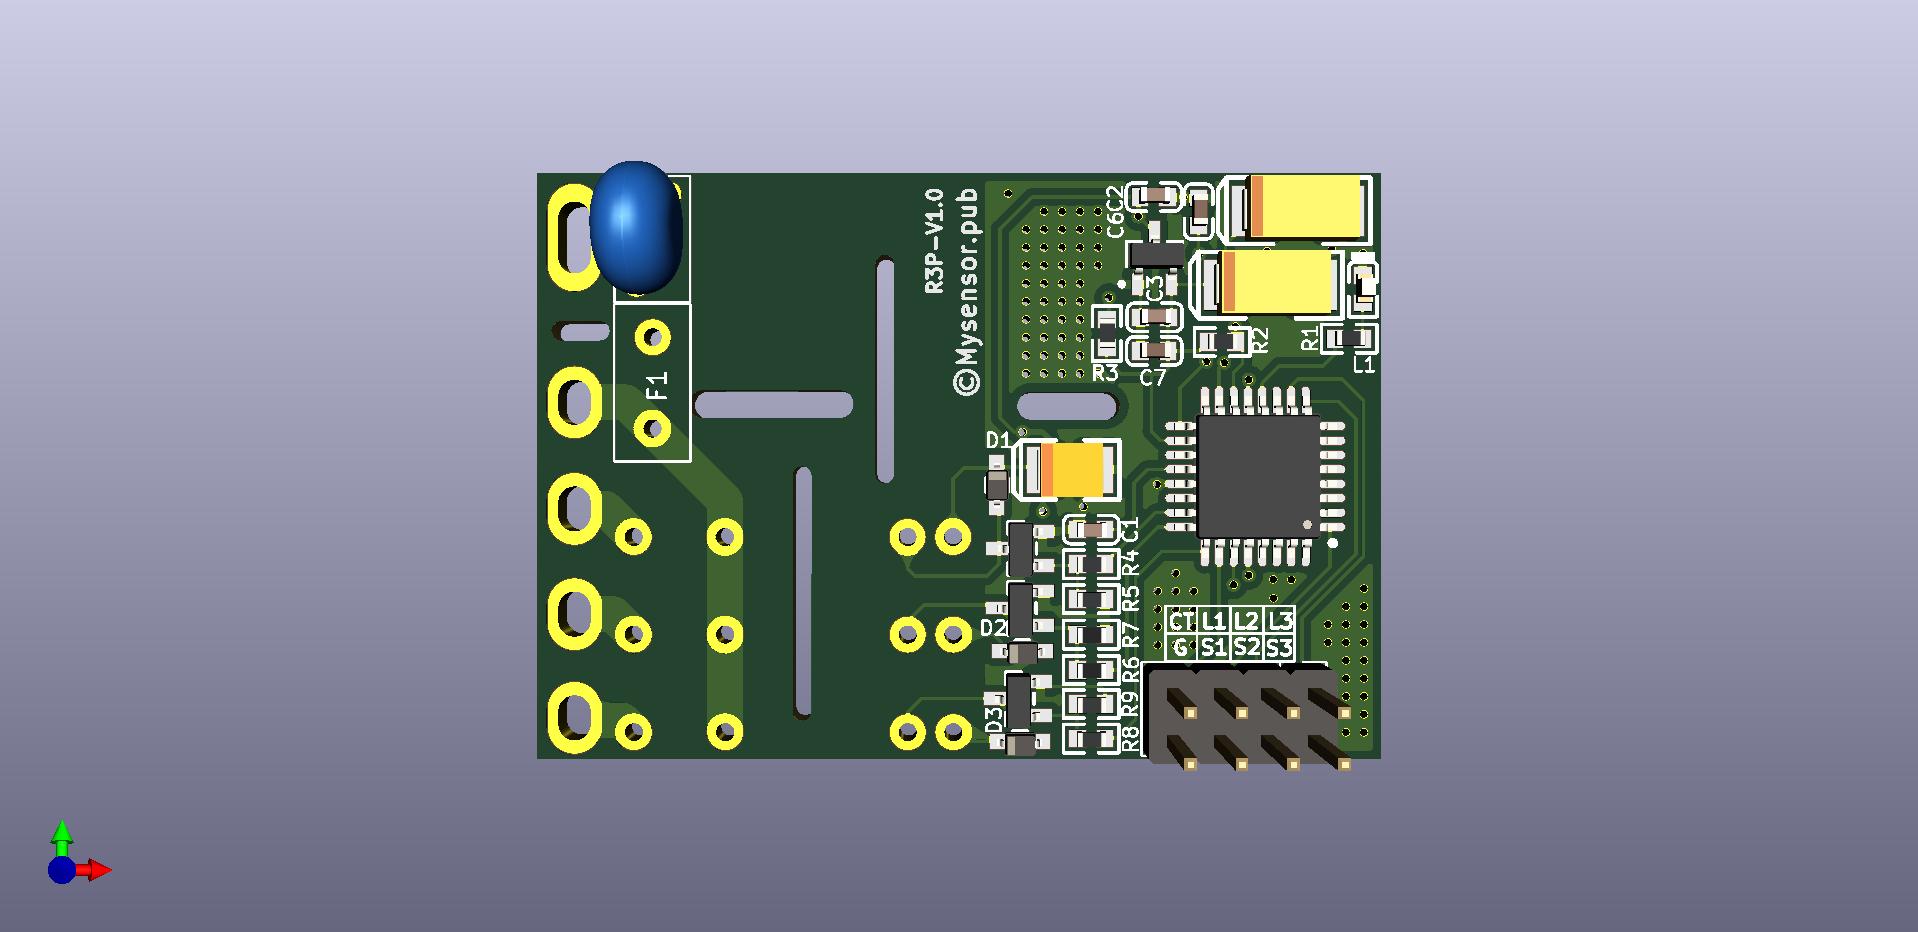 R3P-V1.0
©Mysensor.pub
F1
C6C2
C3
R3
C7
R2
R1
L1
D1
C1
R4
R5
D2
R7
R6
R9
D3
R8
CT L1 L2 L3
G S1 S2 S3